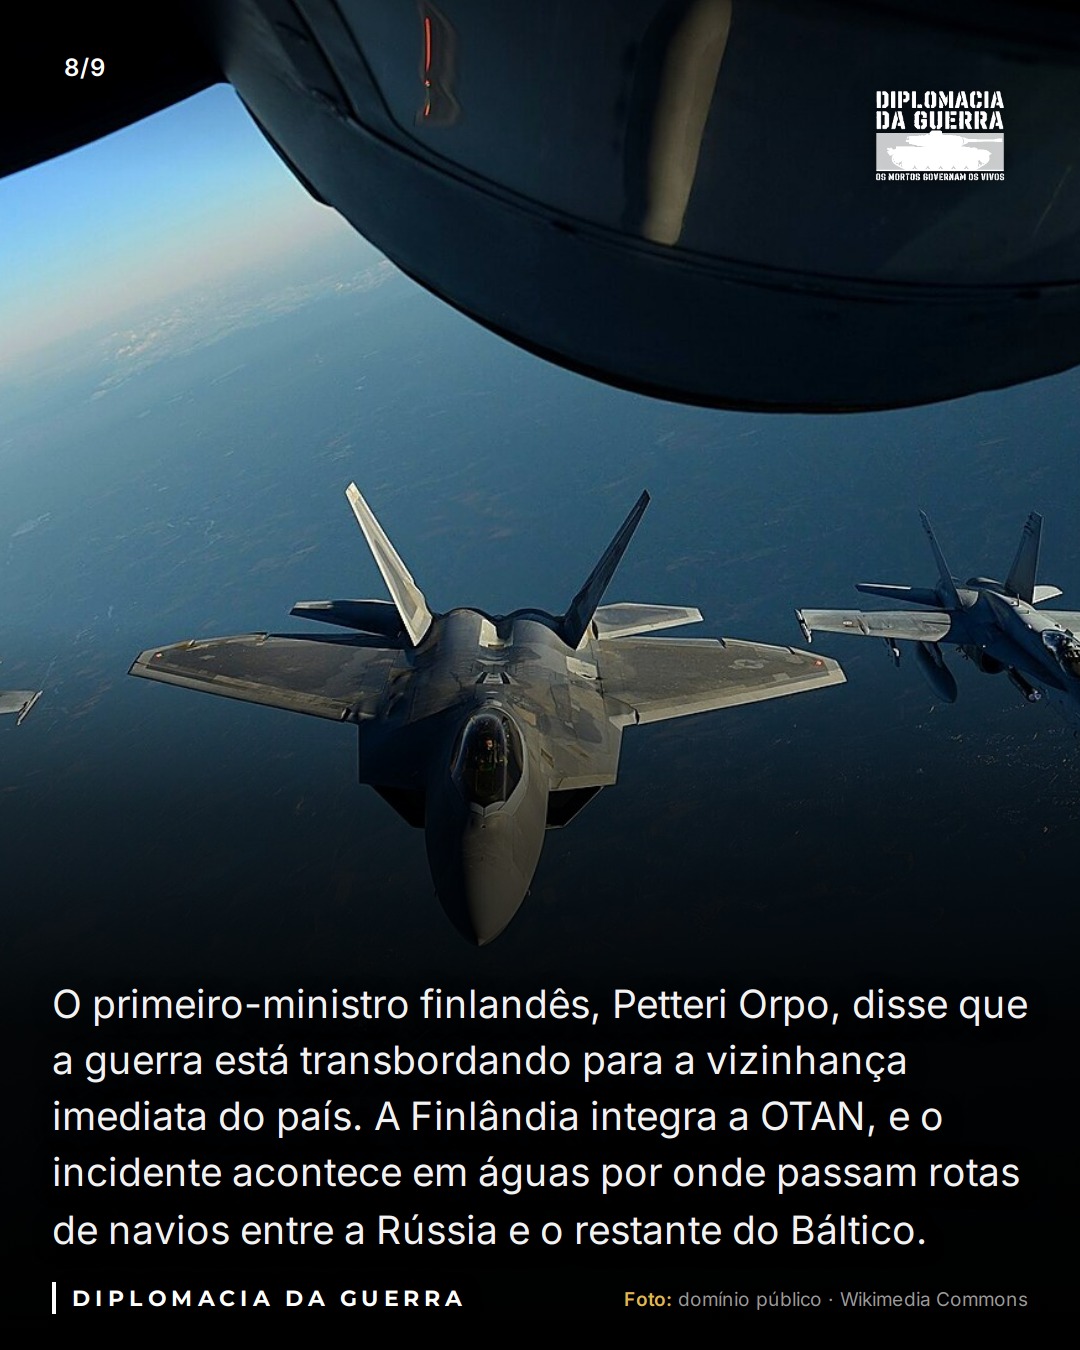 8/9
DIPLOMACIA
DA GUERRA
OS MORTOS GOVERNAM OS VIVOS
O primeiro-ministro finlandês, Petteri Orpo, disse que
a guerra está transbordando para a vizinhança
imediata do país. A Finlândia integra a OTAN, e o
incidente acontece em águas por onde passam rotas
de navios entre a Rússia e o restante do Báltico.
DIPLOMACIA DA GUERRA
Foto: domínio público · Wikimedia Commons